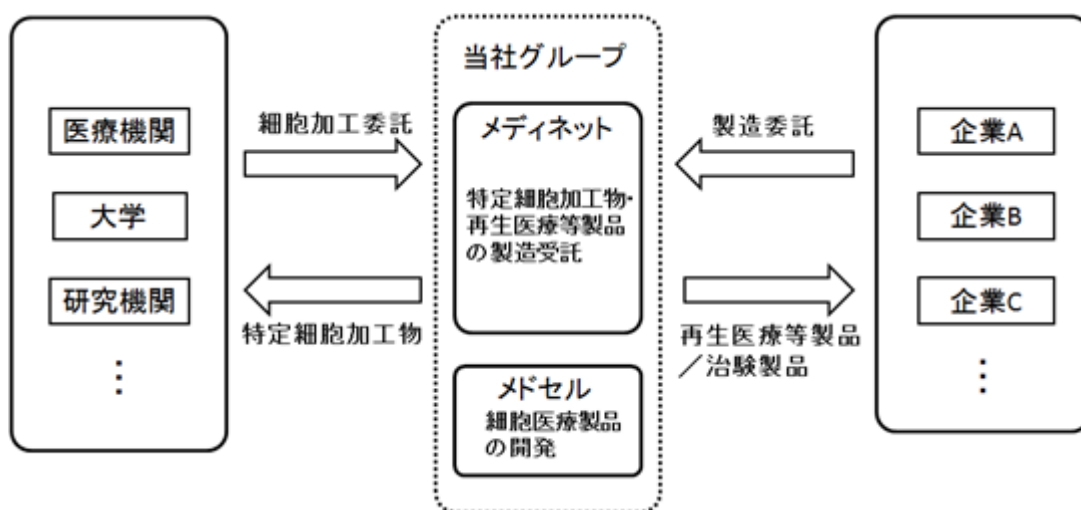 医療機関
大学
研究機関
⋮
細胞加工委託
特定細胞加工物
当社グループ
メディネット
特定細胞加工物・
再生医療等製品
の製造受託
メドセル
細胞医療製品
の開発
製造委託
再生医療等製品
／治験製品
企業A
企業B
企業C
⋮